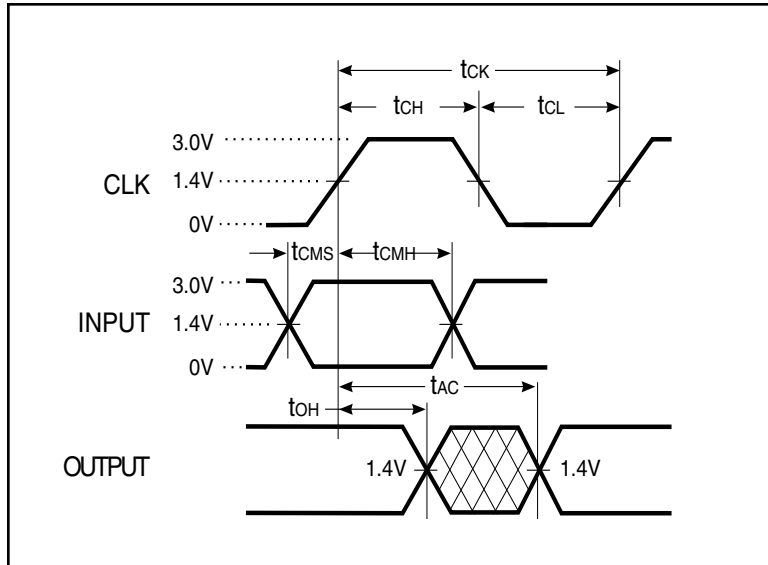 tCK
tCH tCL
3.0V
CLK 1.4V
0V
tCMS tCMH
3.0V
INPUT 1.4V
0V
tAC
tOH
OUTPUT 1.4V 1.4V